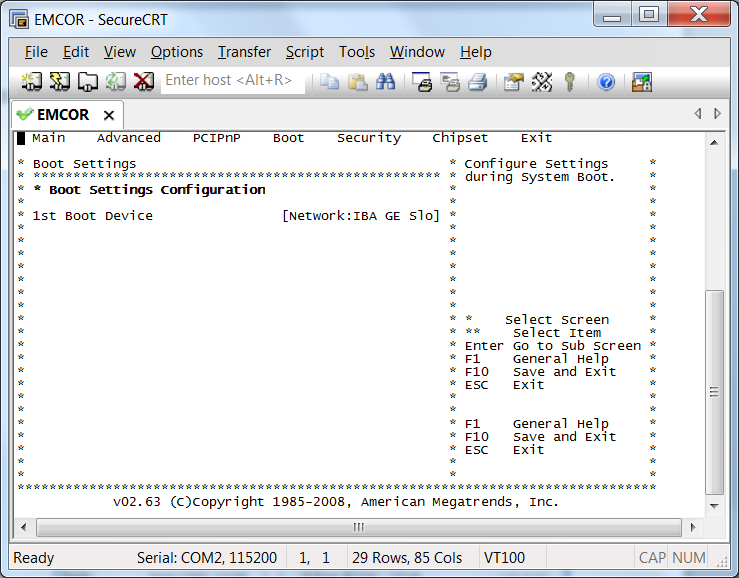 EMCOR - SecureCRT
File Edit View Options Transfer Script Tools Window Help
Enter host <Alt+R>
EMCOR
Main Advanced PCIPnP Boot Security Chipset Exit
* Boot Settings * Configure Settings *
* *************************************************** * during System Boot. *
* * Boot Settings Configuration * *
* * *
* 1st Boot Device [Network:IBA GE Slo] * *
* * *
* * *
* * *
* * *
* * *
* * *
* * *
* * * Select Screen *
* * ** Select Item *
* * Enter Go to Sub Screen *
* * F1 General Help *
* * F10 Save and Exit *
* * ESC Exit *
* * *
* * *
* * F1 General Help *
* * F10 Save and Exit *
* * ESC Exit *
* * *
* * *
********************************************************************************
v02.63 (C)Copyright 1985-2008, American Megatrends, Inc.
Ready Serial: COM2, 115200 1, 1 29 Rows, 85 Cols VT100 CAP NUM